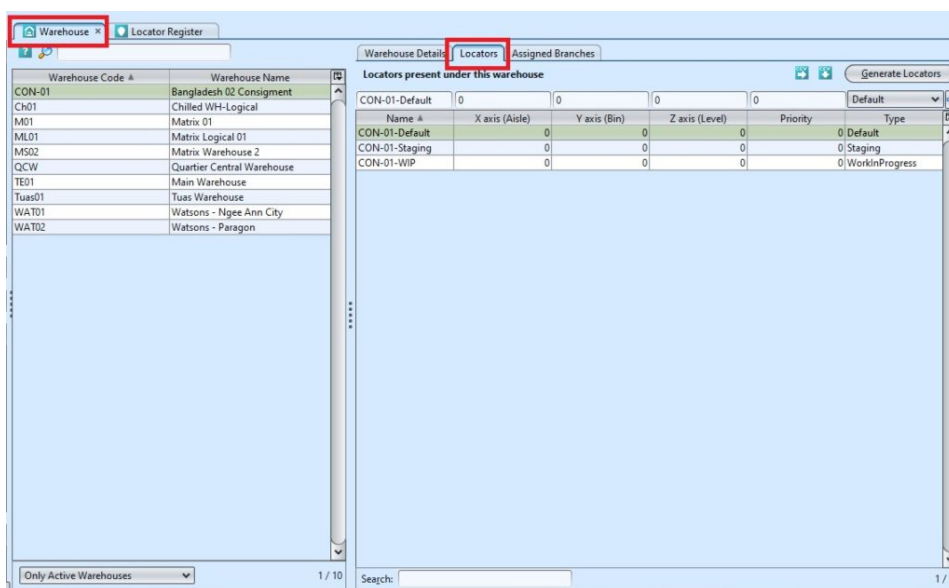 Warehouse × Locator Register
Warehouse Details Locators Assigned Branches
Locators present under this warehouse Generate Locators
CON-01-Default 0 0 0 0 Default
Warehouse Code Warehouse Name
CON-01 Bangladesh 02 Consigment
Ch01 Chilled WH-Logical
M01 Matrix 01
ML01 Matrix Logical 01
MS02 Matrix Warehouse 2
QCW Quartier Central Warehouse
TE01 Main Warehouse
Tuas01 Tuas Warehouse
WAT01 Watsons - Ngee Ann City
WAT02 Watsons - Paragon
Name X axis (Aisle) Y axis (Bin) Z axis (Level) Priority Type
CON-01-Default 0 0 0 0 Default
CON-01-Staging 0 0 0 0 Staging
CON-01-WIP 0 0 0 0 WorkInProgress
Only Active Warehouses 1 / 10
Search: 1 /